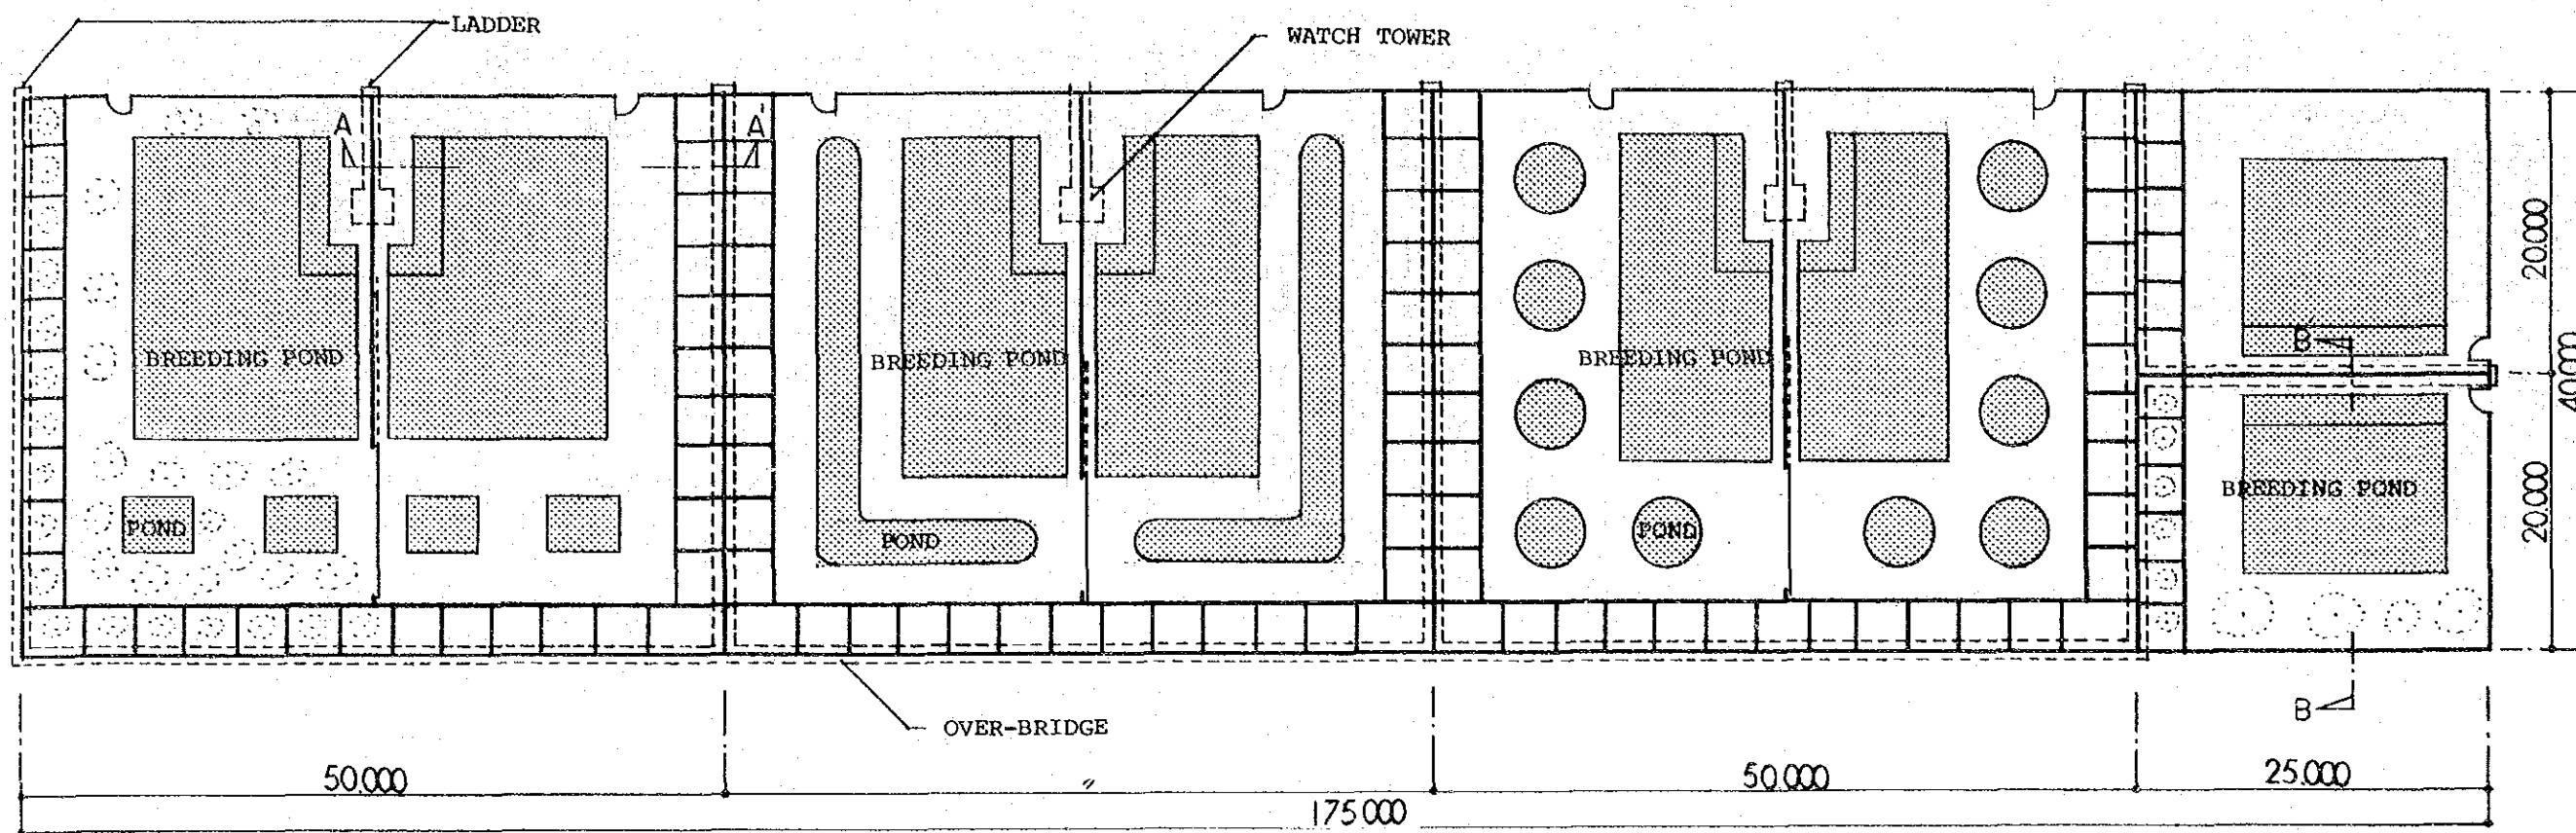 LADDER
WATCH TOWER
A
A'
BREEDING POND
BREEDING POND
BREEDING POND
B'
20.000
40.000
POND
POND
POND
BREEDING POND
20.000
B
OVER-BRIDGE
50.000
〃
50.000
25.000
175.000